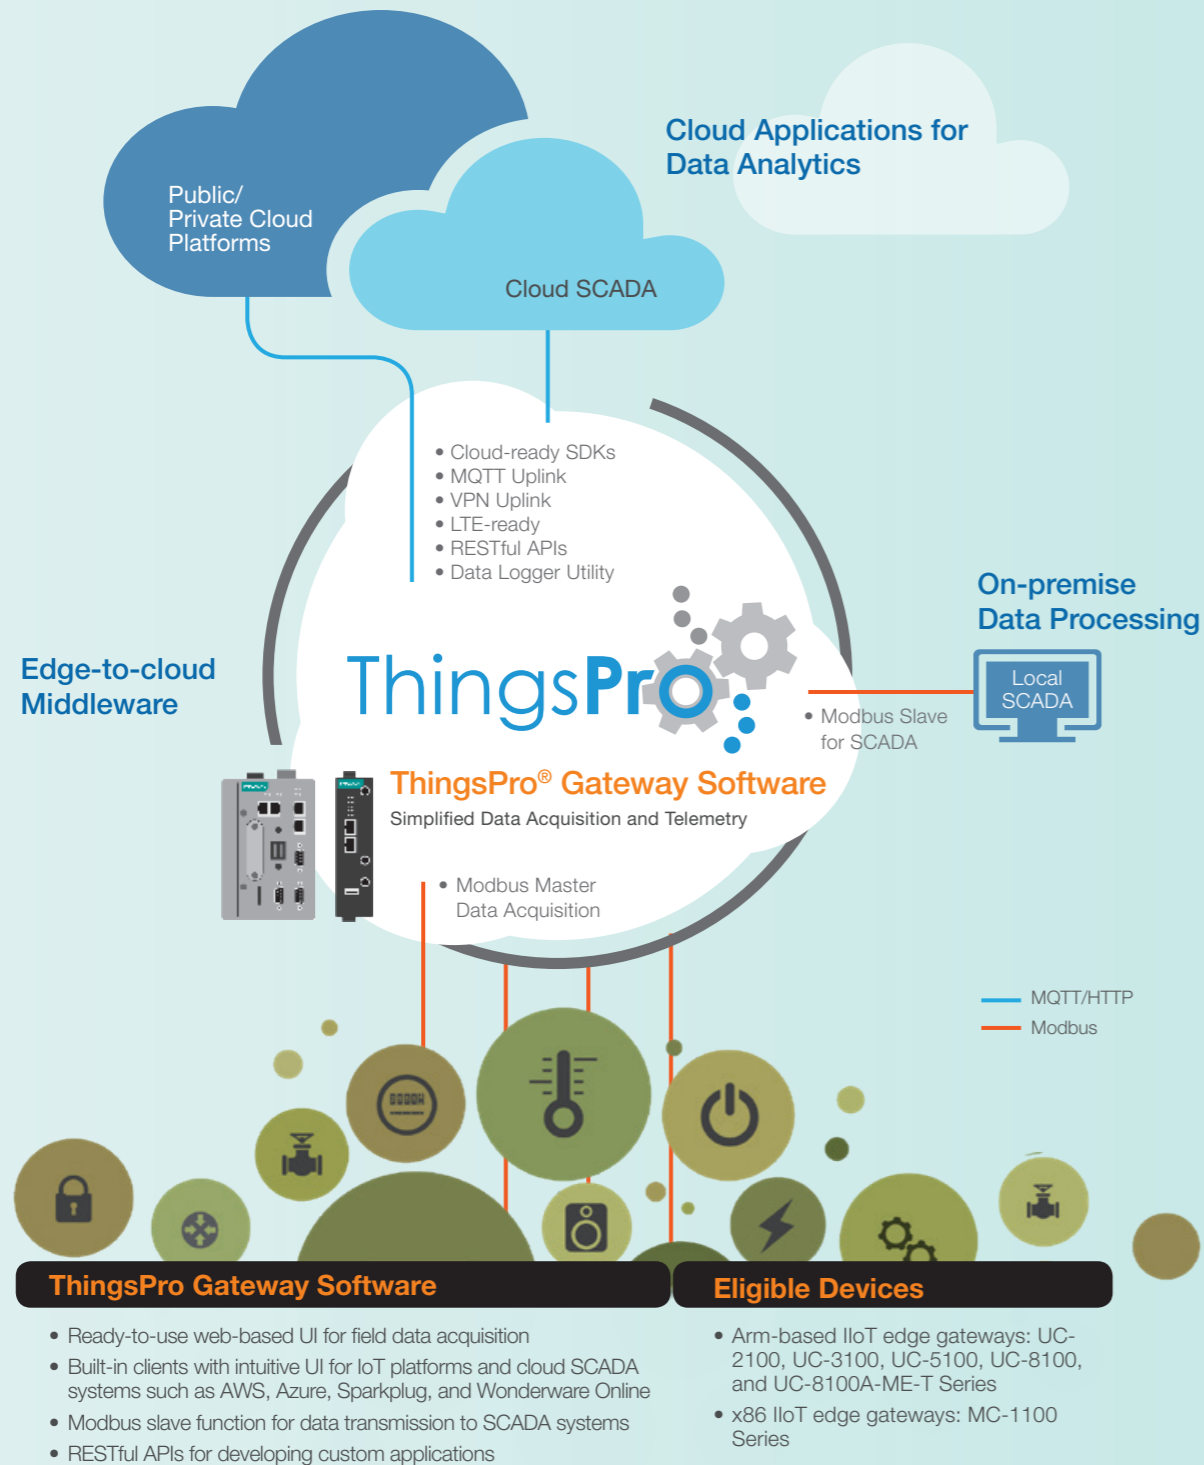 Cloud Applications for
Data Analytics
Public/
Private Cloud
Platforms
Cloud SCADA
• Cloud-ready SDKs
• MQTT Uplink
• VPN Uplink
• LTE-ready
• RESTful APIs
• Data Logger Utility
On-premise
Data Processing
Local
SCADA
Edge-to-cloud
Middleware
ThingsPro
• Modbus Slave
for SCADA
ThingsPro® Gateway Software
Simplified Data Acquisition and Telemetry
• Modbus Master
Data Acquisition
MQTT/HTTP
Modbus
ThingsPro Gateway Software
• Ready-to-use web-based UI for field data acquisition
• Built-in clients with intuitive UI for IoT platforms and cloud SCADA
systems such as AWS, Azure, Sparkplug, and Wonderware Online
• Modbus slave function for data transmission to SCADA systems
• RESTful APIs for developing custom applications
Eligible Devices
• Arm-based IIoT edge gateways: UC-
2100, UC-3100, UC-5100, UC-8100,
and UC-8100A-ME-T Series
• x86 IIoT edge gateways: MC-1100
Series